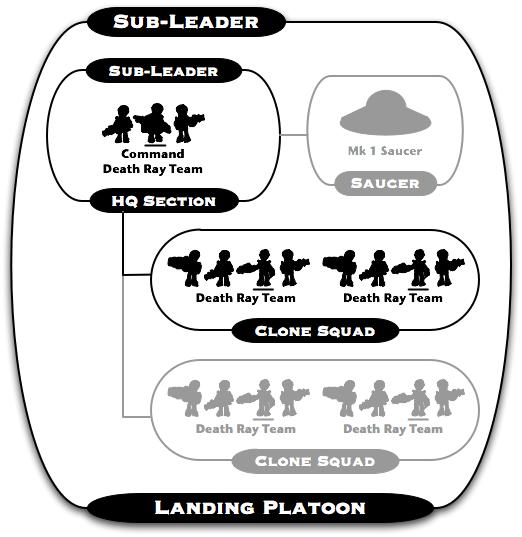 Sub-Leader
Sub-Leader
Command
Death Ray Team
HQ Section
Mk 1 Saucer
Saucer
Death Ray Team
Death Ray Team
Clone Squad
Death Ray Team
Death Ray Team
Clone Squad
Landing Platoon